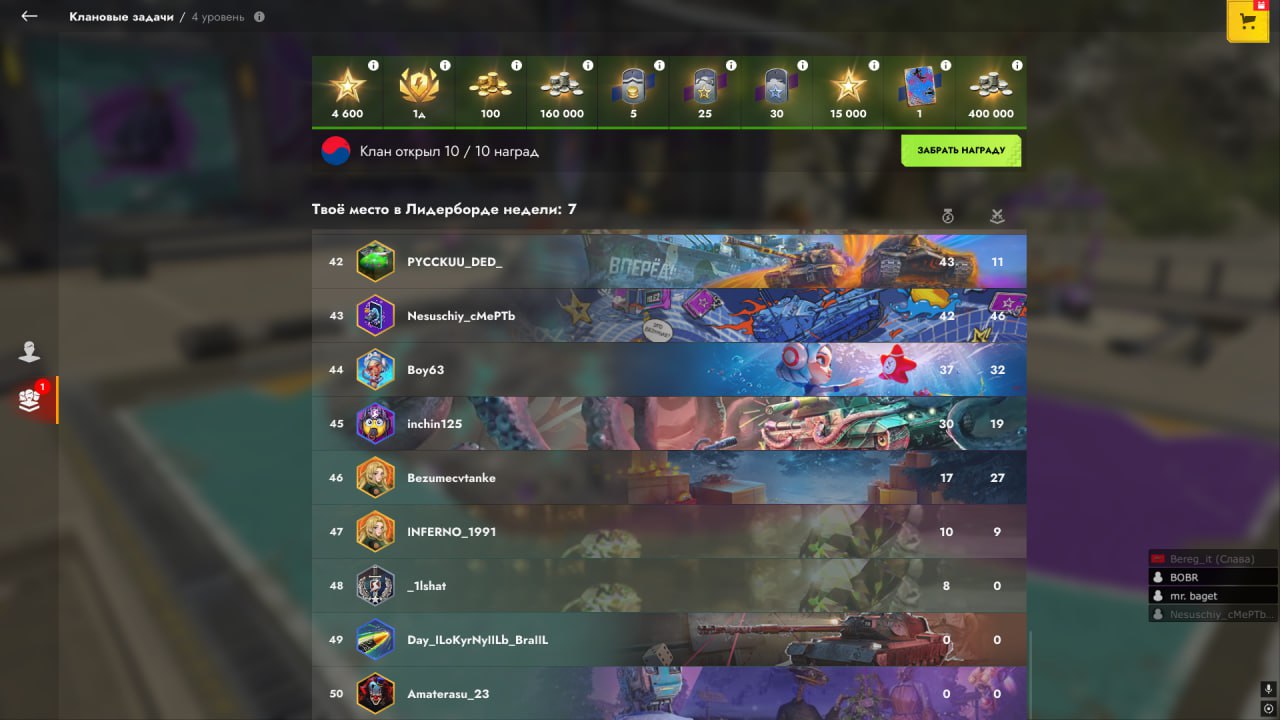 Клановые задачи / 4 уровень
4 600
1д
100
160 000
5
25
30
15 000
1
400 000
Клан открыл 10 / 10 наград
ЗАБРАТЬ НАГРАДУ
Твоё место в Лидерборде недели: 7
42 PYCCKUU_DED_ 43 11
ВПЕРЁД
43 Nesuschiy_cMePTb 42 46
44 Boy63 37 32
45 inchin125 30 19
46 Bezumecvtanke 17 27
47 INFERNO_1991 10 9
48 _1lshat 8 0
49 Day_ILoKyrNyIILb_BraIIL 0 0
50 Amaterasu_23 0 0
1
Bereg_it (Слава)
BOBR
mr. baget
Nesuschiy_cMePTb...